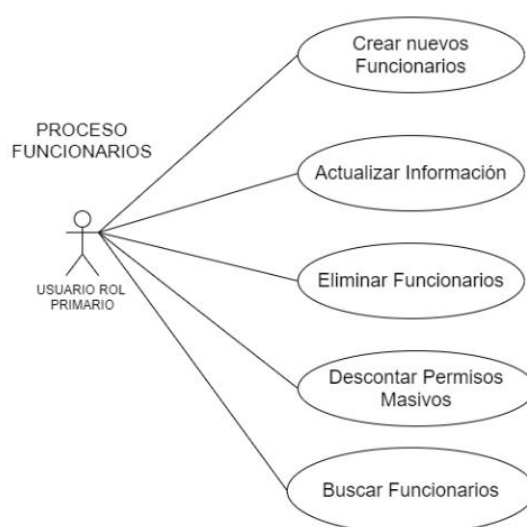 Crear nuevos
Funcionarios
PROCESO
FUNCIONARIOS
Actualizar Información
USUARIO ROL
PRIMARIO
Eliminar Funcionarios
Descontar Permisos
Masivos
Buscar Funcionarios